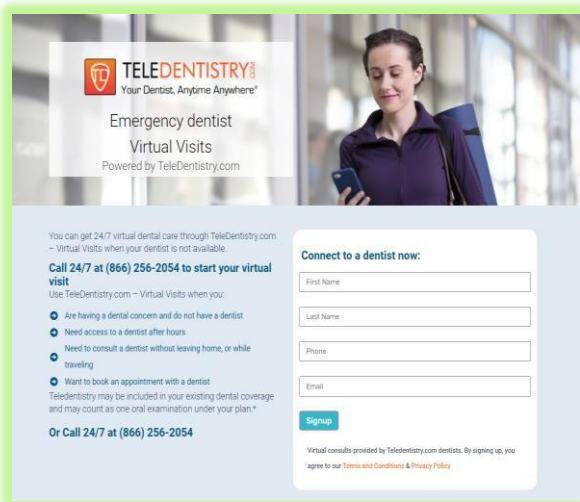 TELEDENTISTRY.COM
Your Dentist, Anytime Anywhere®
Emergency dentist
Virtual Visits
Powered by TeleDentistry.com
You can get 24/7 virtual dental care through TeleDentistry.com
– Virtual Visits when your dentist is not available.
Call 24/7 at (866) 256-2054 to start your virtual
visit
Use TeleDentistry.com – Virtual Visits when you:
Are having a dental concern and do not have a dentist
Need access to a dentist after hours
Need to consult a dentist without leaving home, or while
traveling
Want to book an appointment with a dentist
Teledentistry may be included in your existing dental coverage
and may count as one oral examination under your plan.*
Or Call 24/7 at (866) 256-2054
Connect to a dentist now:
First Name
Last Name
Phone
Email
Signup
Virtual consults provided by Teledentistry.com dentists. By signing up, you
agree to our Terms and Conditions & Privacy Policy